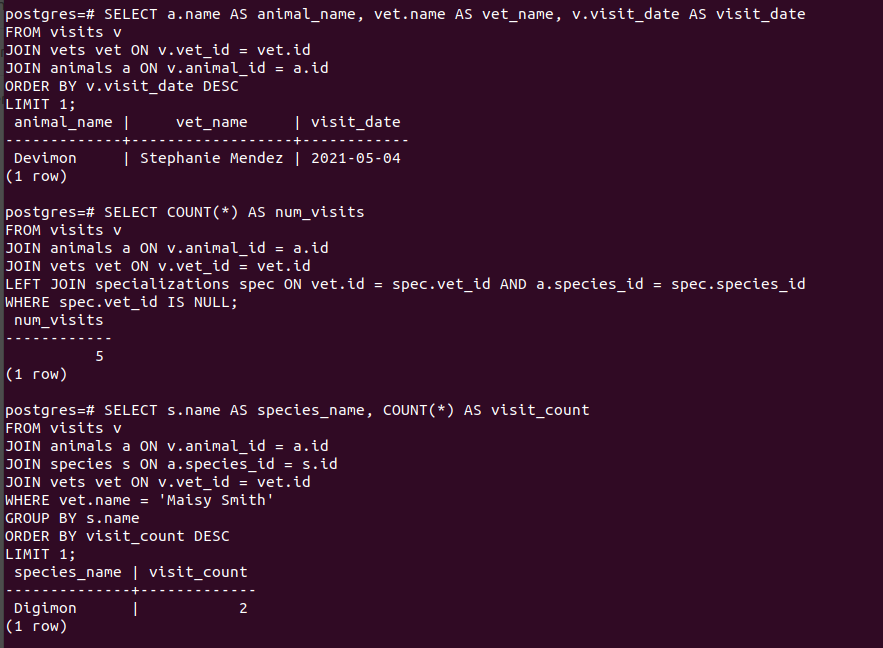 postgres=# SELECT a.name AS animal_name, vet.name AS vet_name, v.visit_date AS visit_date
FROM visits v
JOIN vets vet ON v.vet_id = vet.id
JOIN animals a ON v.animal_id = a.id
ORDER BY v.visit_date DESC
LIMIT 1;
 animal_name |     vet_name     | visit_date
-------------+------------------+------------
 Devimon     | Stephanie Mendez | 2021-05-04
(1 row)

postgres=# SELECT COUNT(*) AS num_visits
FROM visits v
JOIN animals a ON v.animal_id = a.id
JOIN vets vet ON v.vet_id = vet.id
LEFT JOIN specializations spec ON vet.id = spec.vet_id AND a.species_id = spec.species_id
WHERE spec.vet_id IS NULL;
 num_visits
------------
          5
(1 row)

postgres=# SELECT s.name AS species_name, COUNT(*) AS visit_count
FROM visits v
JOIN animals a ON v.animal_id = a.id
JOIN species s ON a.species_id = s.id
JOIN vets vet ON v.vet_id = vet.id
WHERE vet.name = 'Maisy Smith'
GROUP BY s.name
ORDER BY visit_count DESC
LIMIT 1;
 species_name | visit_count
--------------+-------------
 Digimon      |           2
(1 row)